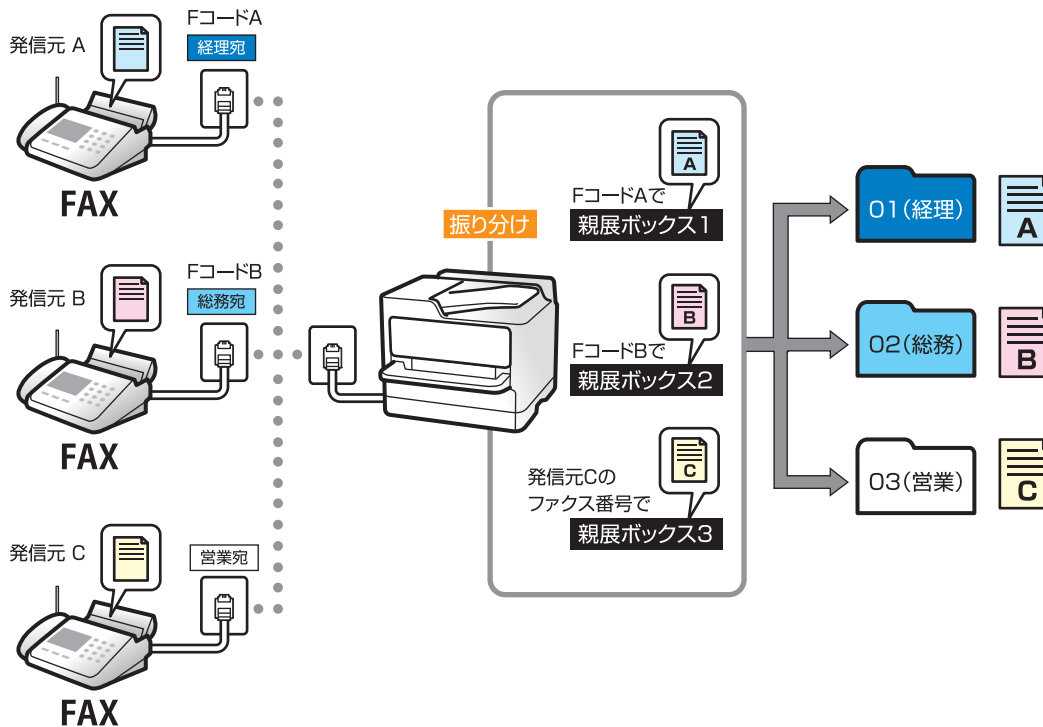 発信元 A
FコードA
経理宛
FAX
発信元 B
FコードB
総務宛
FAX
発信元 C
営業宛
FAX
振り分け
A
FコードAで
親展ボックス1
B
FコードBで
親展ボックス2
C
発信元Cの
ファクス番号で
親展ボックス3
01(経理)
A
02(総務)
B
03(営業)
C